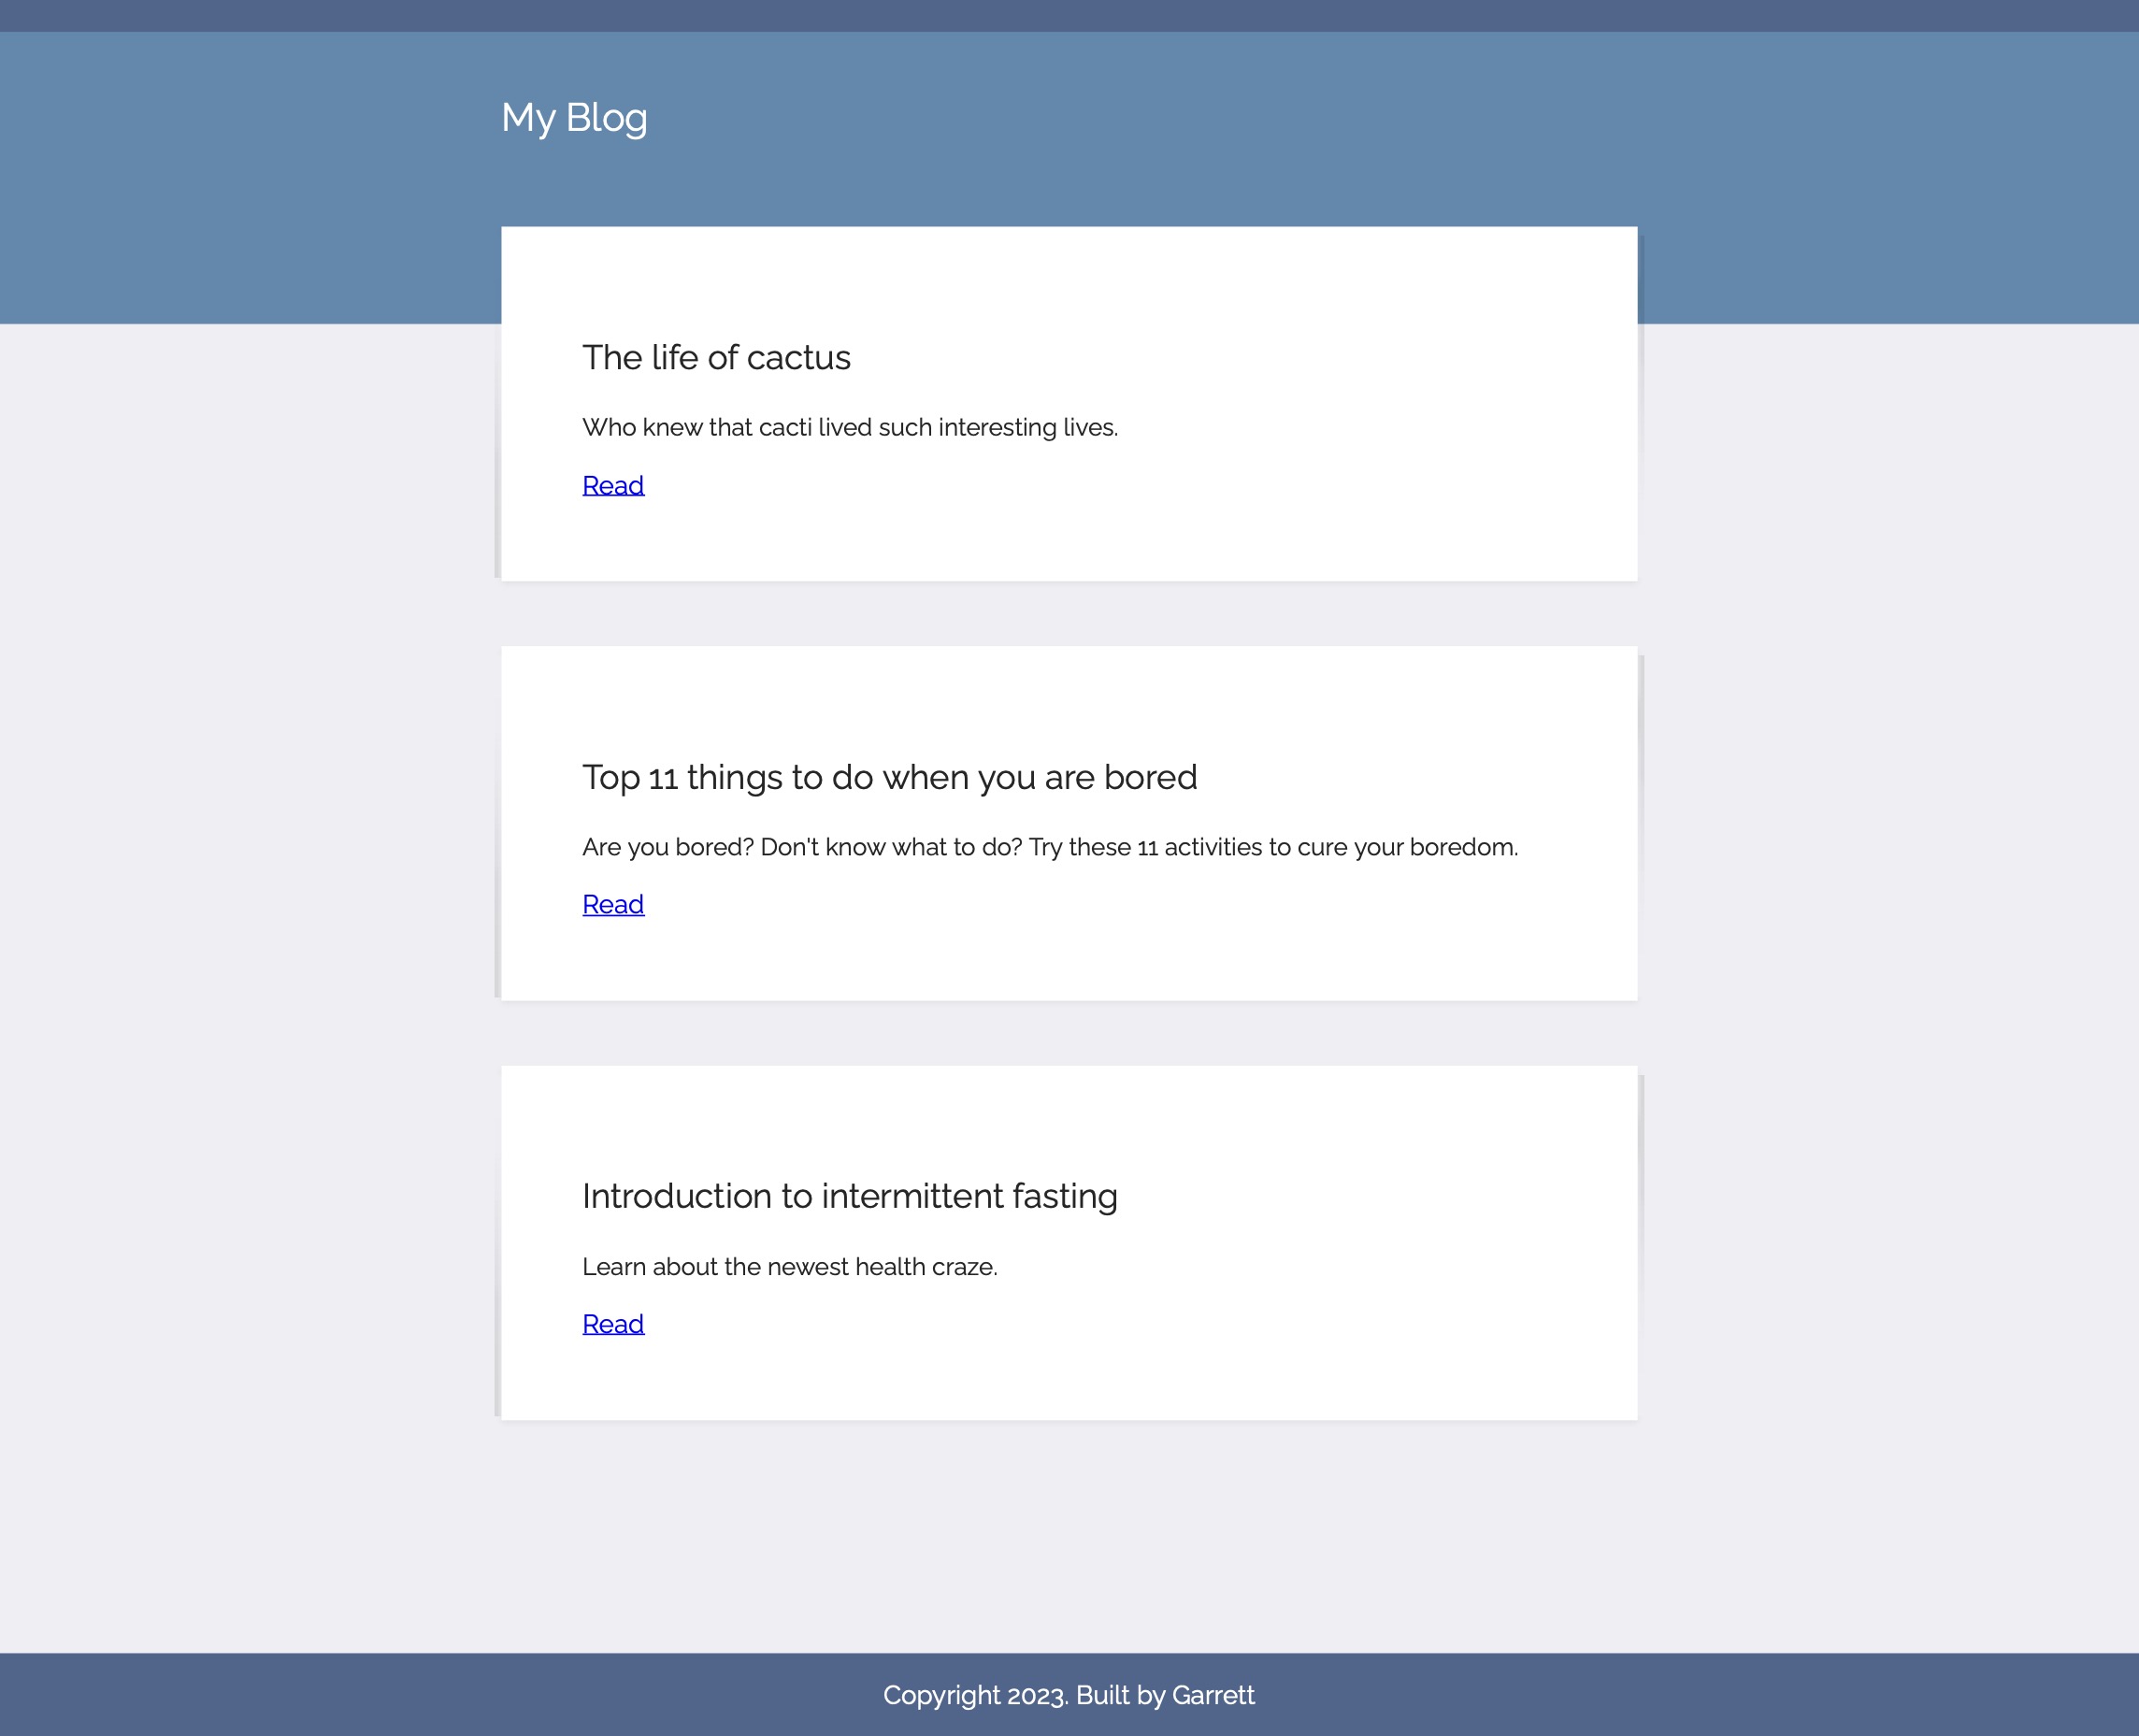 My Blog
The life of cactus
Who knew that cacti lived such interesting lives.
Read
Top 11 things to do when you are bored
Are you bored? Don't know what to do? Try these 11 activities to cure your boredom.
Read
Introduction to intermittent fasting
Learn about the newest health craze.
Read
Copyright 2023. Built by Garrett